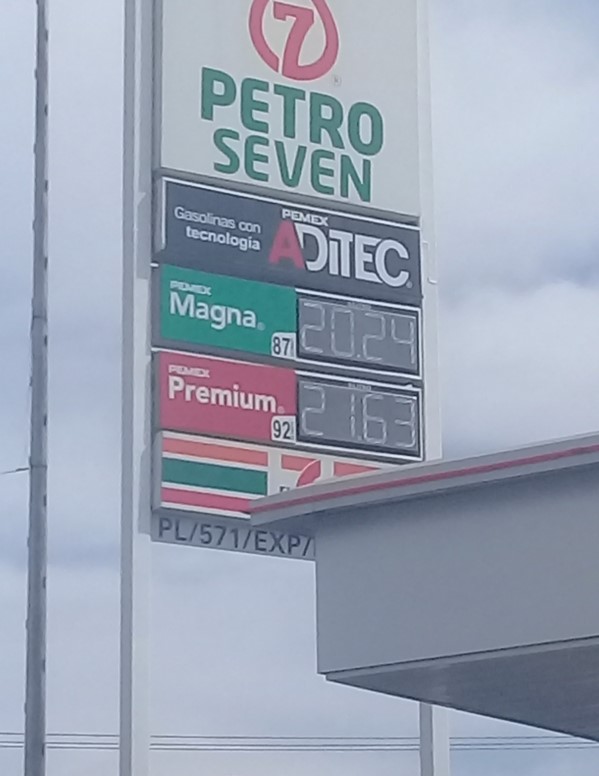 7
PETRO
SEVEN
Gasolinas con
tecnología
PEMEX
ADiTEC
PEMEX
Magna
87
20.24
PEMEX
Premium
92
21.63
PL/571/EXP/